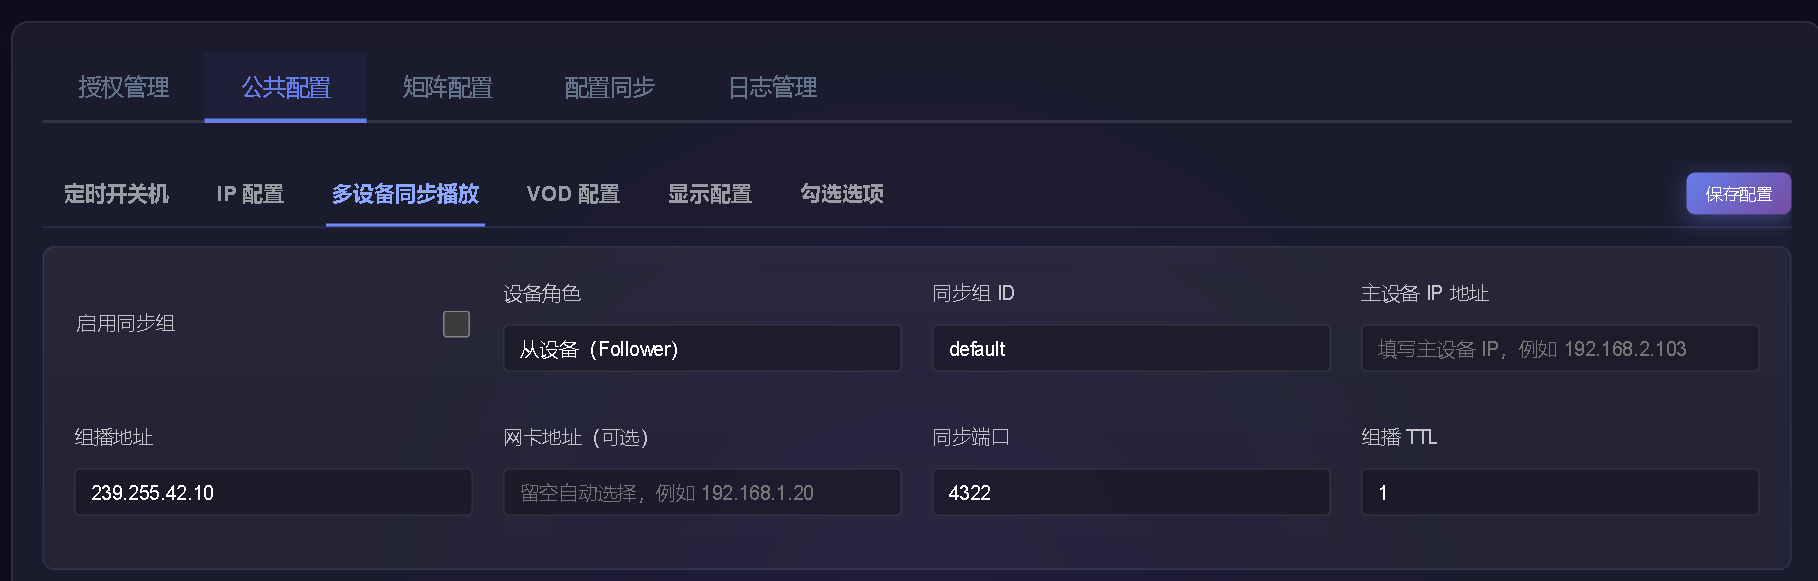 授权管理 公共配置 矩阵配置 配置同步 日志管理
定时开关机 IP 配置 多设备同步播放 VOD 配置 显示配置 勾选选项 保存配置
启用同步组
设备角色 同步组 ID 主设备 IP 地址
从设备（Follower） default 填写主设备 IP，例如 192.168.2.103
组播地址 网卡地址（可选） 同步端口 组播 TTL
239.255.42.10 留空自动选择，例如 192.168.1.20 4322 1